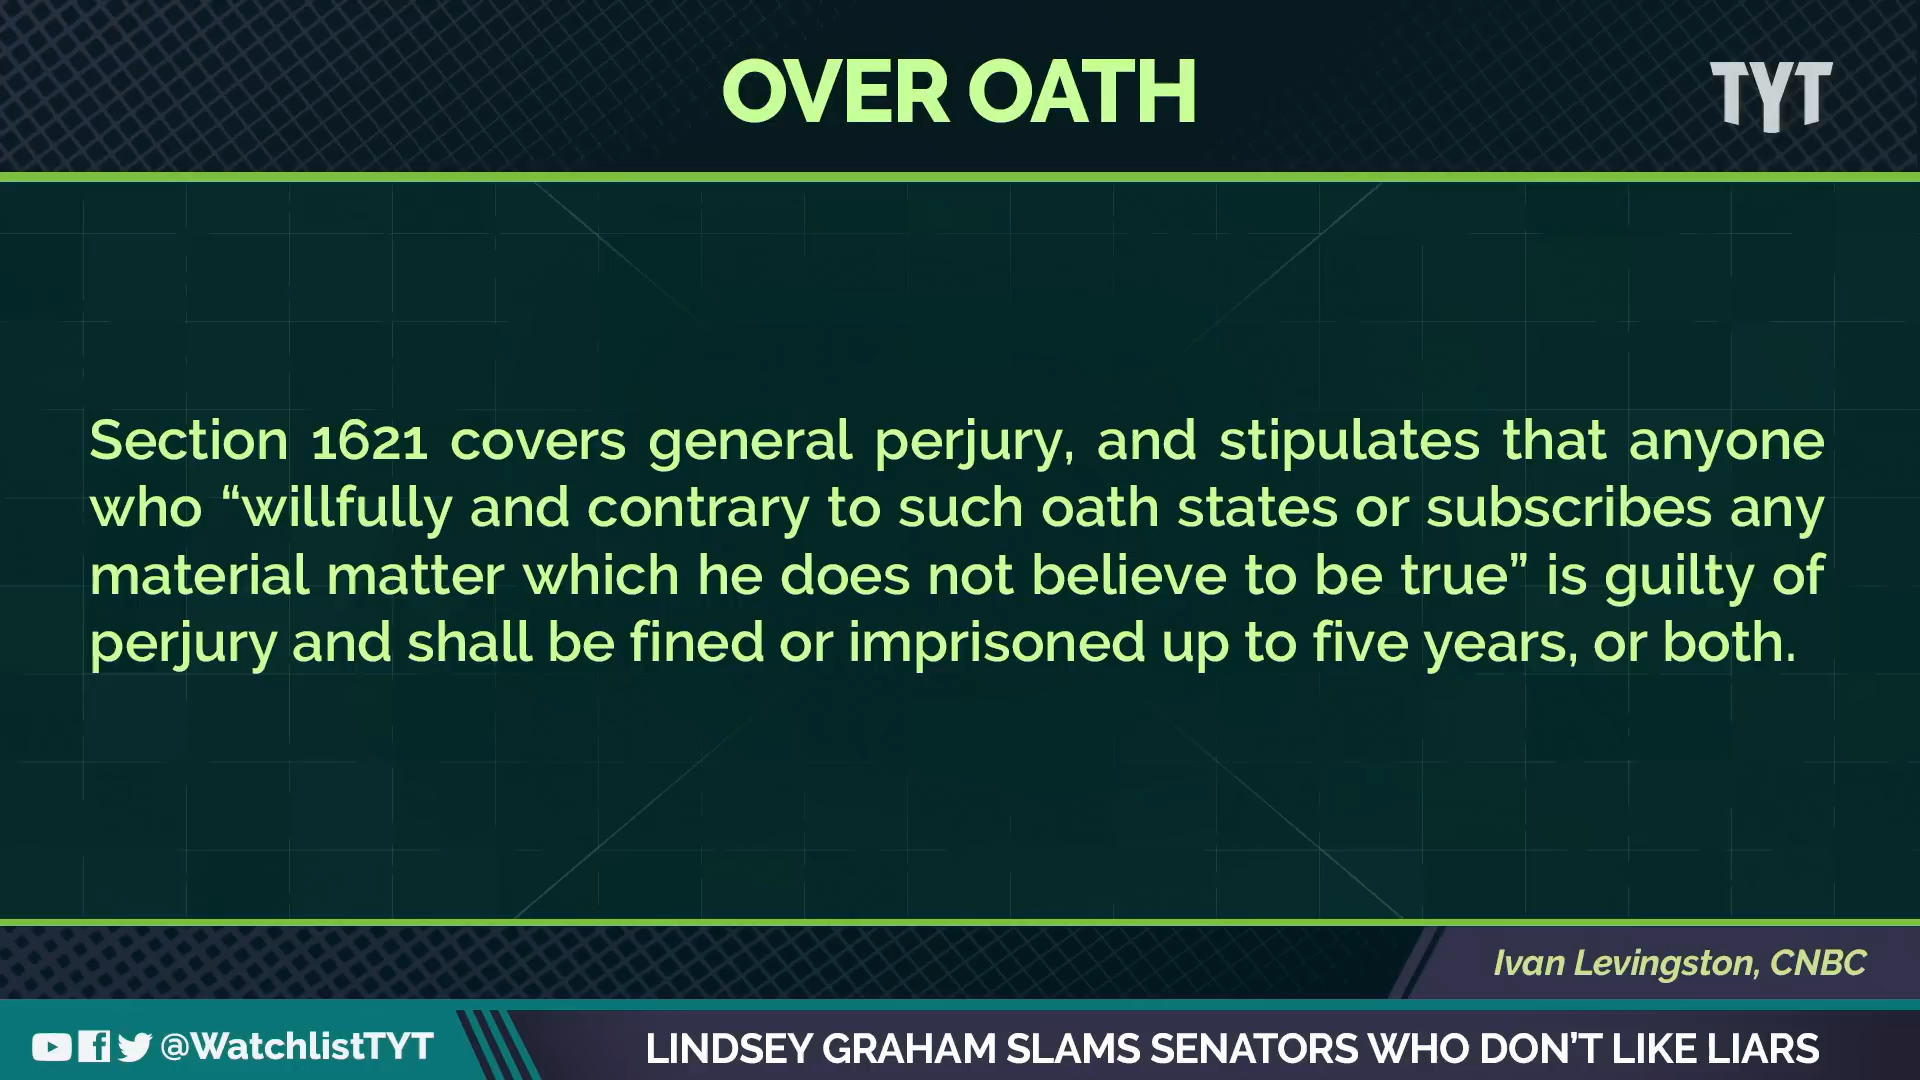 OVER OATH
TYT
Section 1621 covers general perjury, and stipulates that anyone
who “willfully and contrary to such oath states or subscribes any
material matter which he does not believe to be true” is guilty of
perjury and shall be fined or imprisoned up to five years, or both.
Ivan Levingston, CNBC
@WatchlistTYT
LINDSEY GRAHAM SLAMS SENATORS WHO DON’T LIKE LIARS